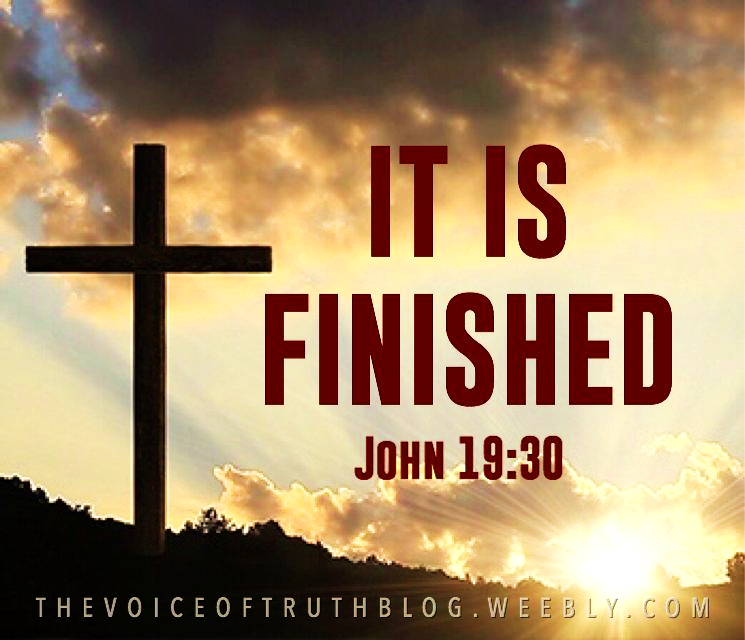 IT IS
FINISHED
JOHN 19:30
THEVOICEOFTRUTHBLOG.WEEBLY.COM